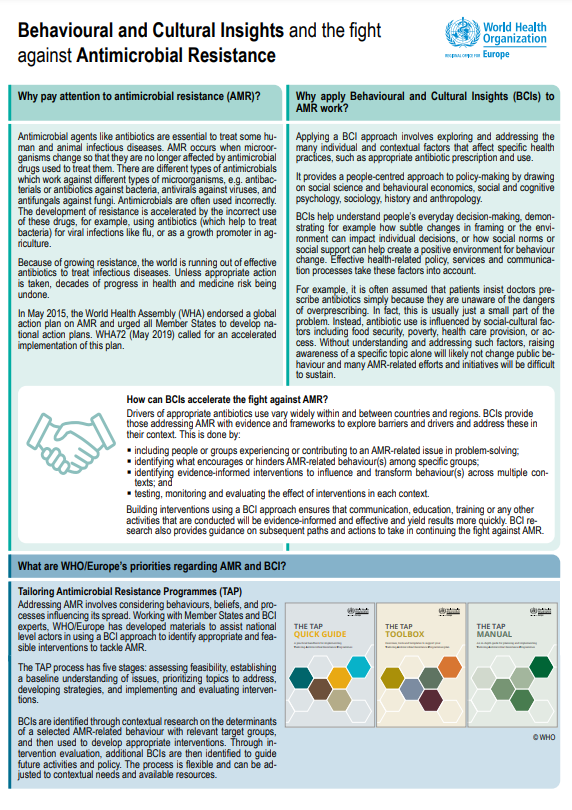 Behavioural and Cultural Insights and the fight
against Antimicrobial Resistance
World Health
Organization
REGIONAL OFFICE FOR Europe
Why pay attention to antimicrobial resistance (AMR)?
Antimicrobial agents like antibiotics are essential to treat some hu-
man and animal infectious diseases. AMR occurs when microor-
ganisms change so that they are no longer affected by antimicrobial
drugs used to treat them. There are different types of antimicrobials
which work against different types of microorganisms, e.g. antibac-
terials or antibiotics against bacteria, antivirals against viruses, and
antifungals against fungi. Antimicrobials are often used incorrectly.
The development of resistance is accelerated by the incorrect use
of these drugs, for example, using antibiotics (which help to treat
bacteria) for viral infections like flu, or as a growth promoter in ag-
riculture.
Because of growing resistance, the world is running out of effective
antibiotics to treat infectious diseases. Unless appropriate action
is taken, decades of progress in health and medicine risk being
undone.
In May 2015, the World Health Assembly (WHA) endorsed a global
action plan on AMR and urged all Member States to develop na-
tional action plans. WHA72 (May 2019) called for an accelerated
implementation of this plan.
Why apply Behavioural and Cultural Insights (BCIs) to
AMR work?
Applying a BCI approach involves exploring and addressing the
many individual and contextual factors that affect specific health
practices, such as appropriate antibiotic prescription and use.
It provides a people-centred approach to policy-making by drawing
on social science and behavioural economics, social and cognitive
psychology, sociology, history and anthropology.
BCIs help understand people's everyday decision-making, demon-
strating for example how subtle changes in framing or the en-
vironment can impact individual decisions, or how social norms or
social support can help create a positive environment for behaviour
change. Effective health-related policy, services and communi-
cation processes take these factors into account.
For example, it is often assumed that patients insist doctors pre-
scribe antibiotics simply because they are unaware of the dangers
of overprescribing. In fact, this is usually just a small part of the
problem. Instead, antibiotic use is influenced by social-cultural fac-
tors including food security, poverty, health care provision, or ac-
cess. Without understanding and addressing such factors, raising
awareness of a specific topic alone will likely not change public be-
haviour and many AMR-related efforts and initiatives will be difficult
to sustain.
How can BCIs accelerate the fight against AMR?
Drivers of appropriate antibiotics use vary widely within and between countries and regions. BCIs provide
those addressing AMR with evidence and frameworks to explore barriers and drivers and address these in
their context. This is done by:
▪ including people or groups experiencing or contributing to an AMR-related issue in problem-solving;
▪ identifying what encourages or hinders AMR-related behaviour(s) among specific groups;
▪ identifying evidence-informed interventions to influence and transform behaviour(s) across multiple con-
texts; and
▪ testing, monitoring and evaluating the effect of interventions in each context.
Building interventions using a BCI approach ensures that communication, education, training or any other
activities that are conducted will be evidence-informed and effective and yield results more quickly. BCI re-
search also provides guidance on subsequent paths and actions to take in continuing the fight against AMR.
What are WHO/Europe's priorities regarding AMR and BCI?
Tailoring Antimicrobial Resistance Programmes (TAP)
Addressing AMR involves considering behaviours, beliefs, and pro-
cesses influencing its spread. Working with Member States and BCI
experts, WHO/Europe has developed materials to assist national
level actors in using a BCI approach to identify appropriate and fea-
sible interventions to tackle AMR.
The TAP process has five stages: assessing feasibility, establishing
a baseline understanding of issues, prioritizing topics to address,
developing strategies, and implementing and evaluating interven-
tions.
BCIs are identified through contextual research on the determinants
of a selected AMR-related behaviour with relevant target groups,
and then used to develop appropriate interventions. Through in-
tervention evaluation, additional BCIs are then identified to guide
future activities and policy. The process is flexible and can be ad-
justed to contextual needs and available resources.
THE TAP
QUICK GUIDE
THE TAP
TOOLBOX
THE TAP
MANUAL
© WHO